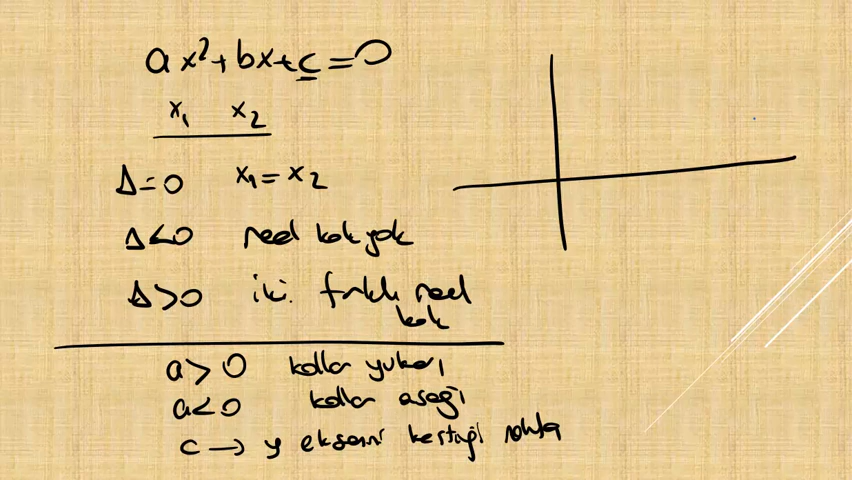 ax²+bx+c=0
x₁ x₂
Δ=0 x₁=x₂
Δ<0 reel kök yok
Δ>0 iki farklı reel
kök
a>0 kollar yukarı
a<0 kollar aşağı
c → y eksenini kestiği nokta